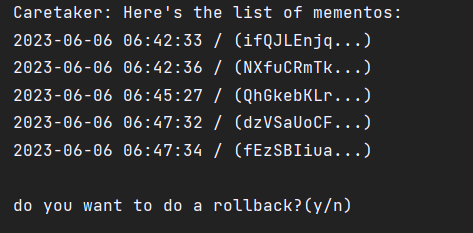 Caretaker: Here's the list of mementos:
2023-06-06 06:42:33 / (ifQJLEnjq...)
2023-06-06 06:42:36 / (NXfuCRmTk...)
2023-06-06 06:45:27 / (QhGkebKLr...)
2023-06-06 06:47:32 / (dzVSaUoCF...)
2023-06-06 06:47:34 / (fEzSBIiua...)
do you want to do a rollback?(y/n)